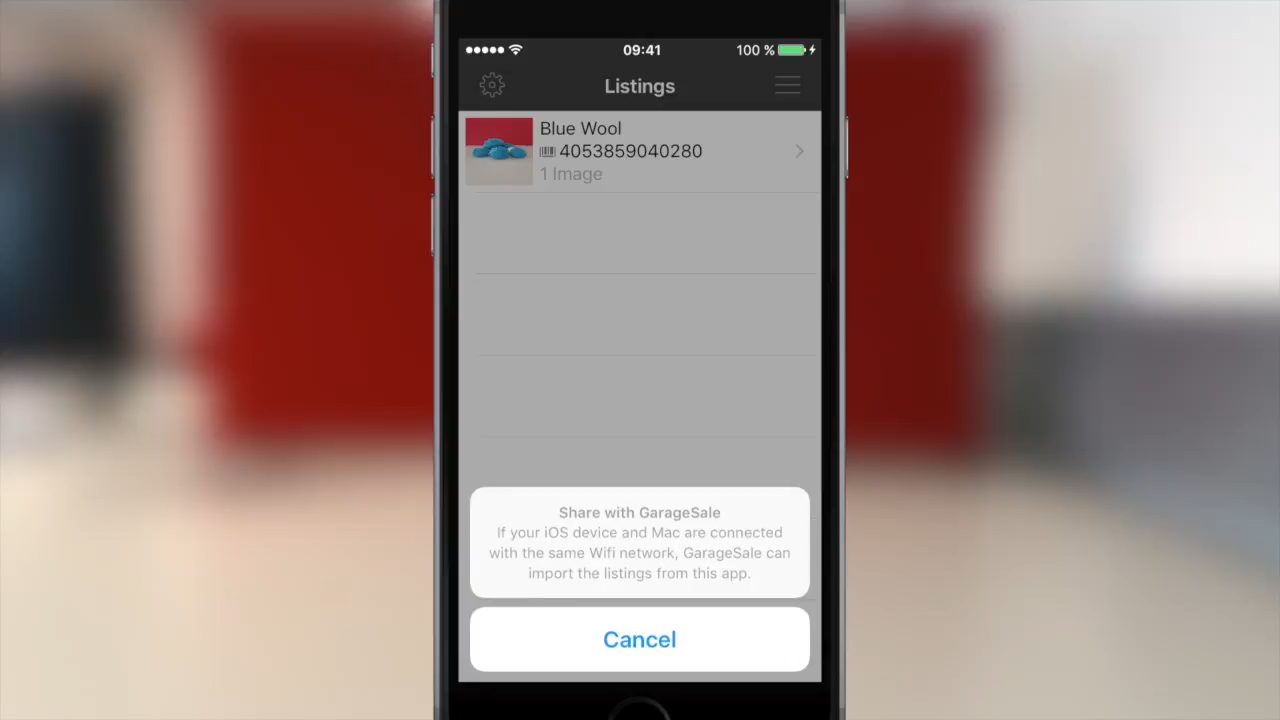 09:41
100 %
Listings
Blue Wool
4053859040280
1 Image
Share with GarageSale
If your iOS device and Mac are connected
with the same Wifi network, GarageSale can
import the listings from this app.
Cancel